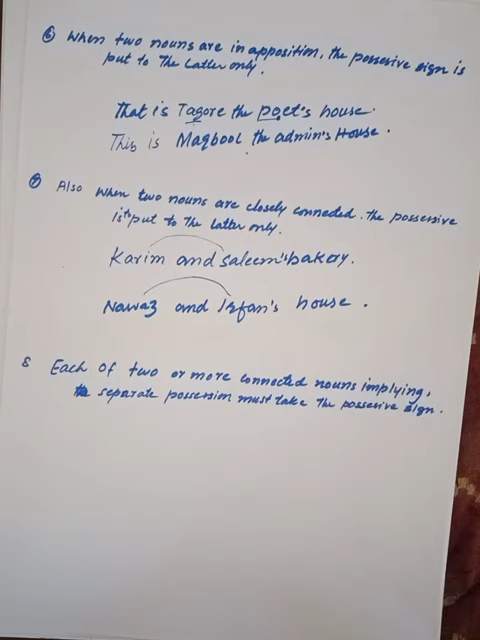 ⑥ When two nouns are in apposition, the possesive sign is
put to The Latter only.
That is Tagore the poet's house.
This is Maqbool the admin's House.
⑦ Also when two nouns are closely connected. the possessive
is put to The latter only.
Karim and saleem's bakery.
Nawaz and Irfan's house.
8 Each of two or more connected nouns implying,
separate possession must take The possesive sign.